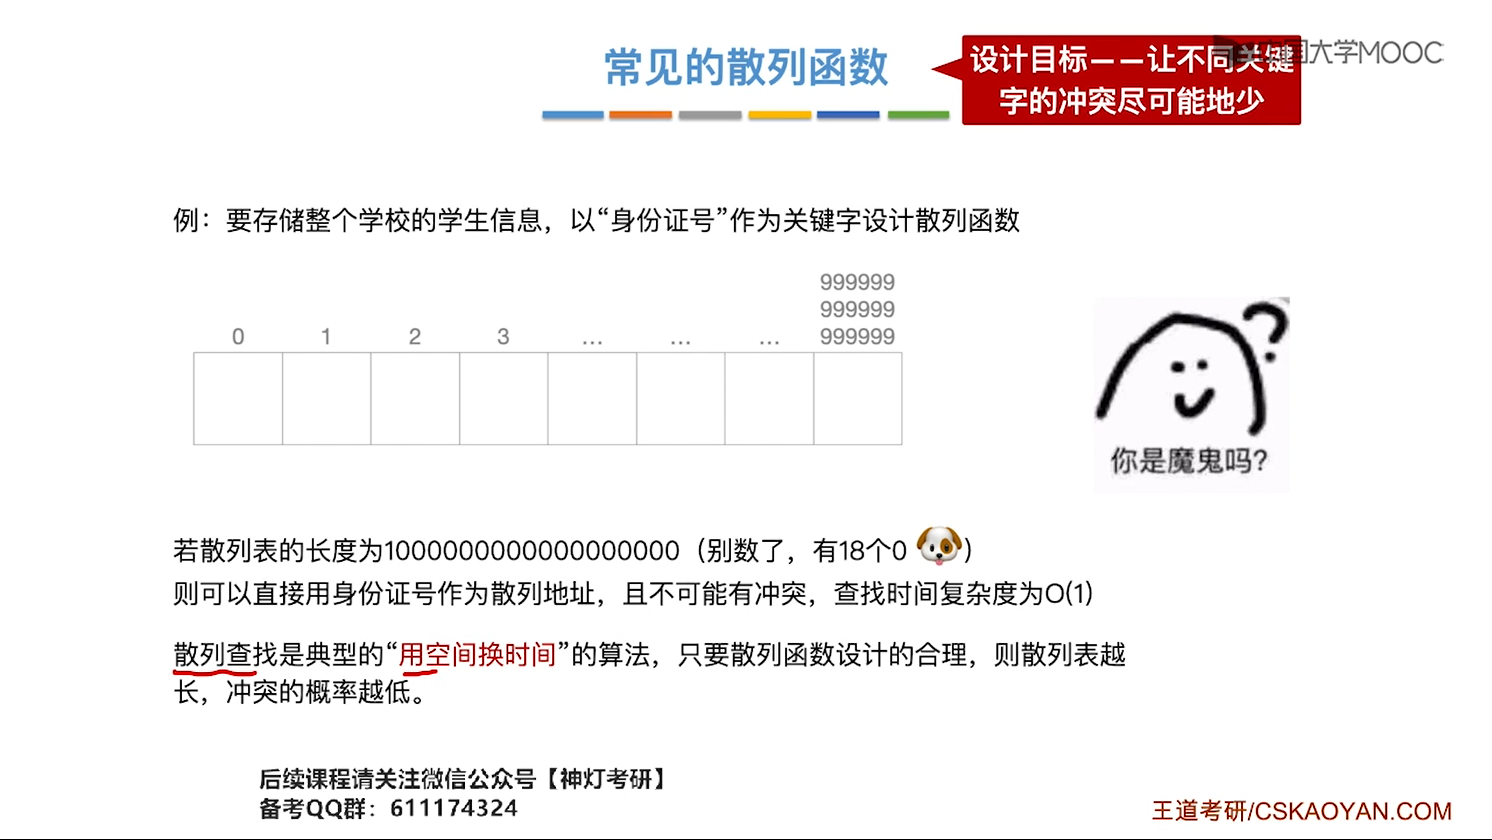 常见的散列函数
设计目标——让不同关键
字的冲突尽可能地少
中国大学MOOC
例：要存储整个学校的学生信息，以“身份证号”作为关键字设计散列函数
999999
999999
0 1 2 3 … … … 999999
你是魔鬼吗?
若散列表的长度为1000000000000000000（别数了，有18个0 ）
则可以直接用身份证号作为散列地址，且不可能有冲突，查找时间复杂度为O(1)
散列查找是典型的“用空间换时间”的算法，只要散列函数设计的合理，则散列表越
长，冲突的概率越低。
后续课程请关注微信公众号【神灯考研】
备考QQ群：611174324
王道考研/CSKAOYAN.COM